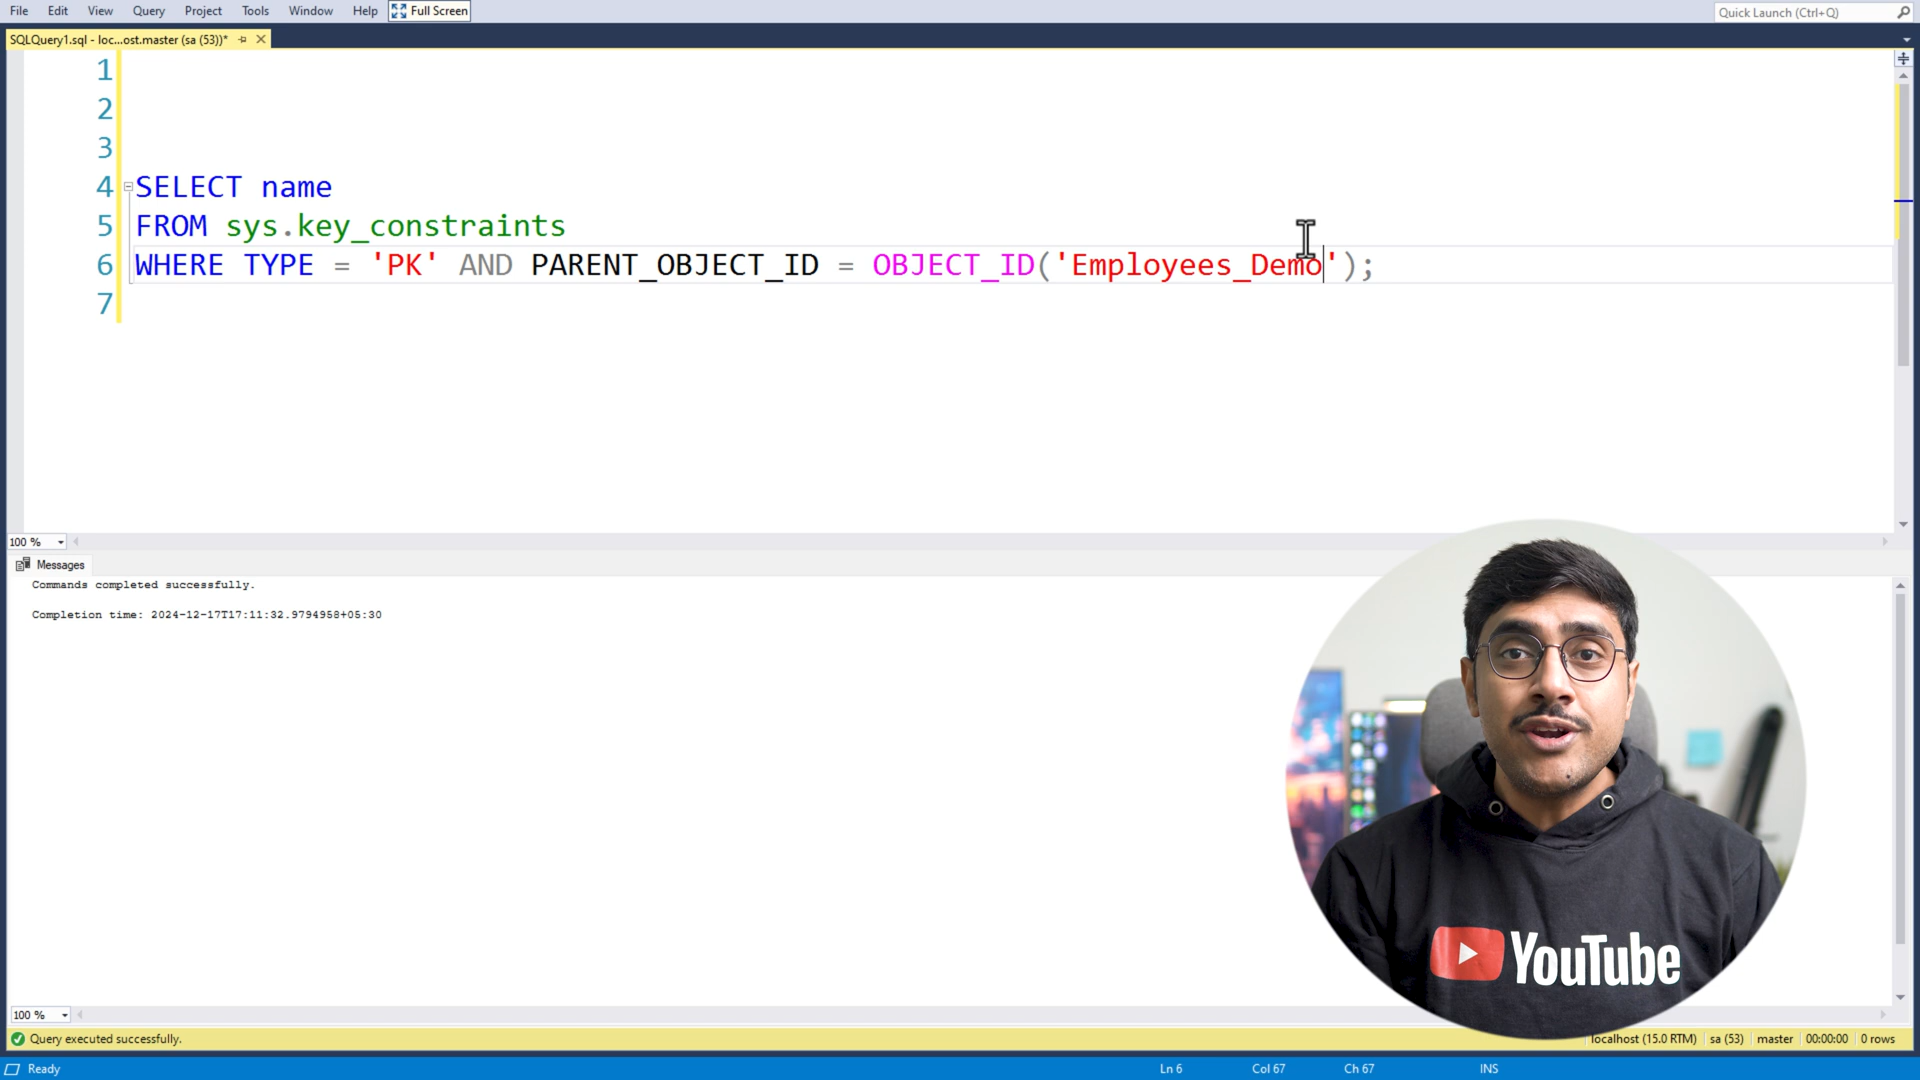 File Edit View Query Project Tools Window Help Full Screen
Quick Launch (Ctrl+Q)
SQLQuery1.sql - loc...ost.master (sa (53))*
1
2
3
4 SELECT name
5 FROM sys.key_constraints
6 WHERE TYPE = 'PK' AND PARENT_OBJECT_ID = OBJECT_ID('Employees_Demo');
7
100 %
Messages
Commands completed successfully.
Completion time: 2024-12-17T17:11:32.9794958+05:30
YouTube
100 %
Query executed successfully. localhost (15.0 RTM) sa (53) master 00:00:00 0 rows
Ready Ln 6 Col 67 Ch 67 INS